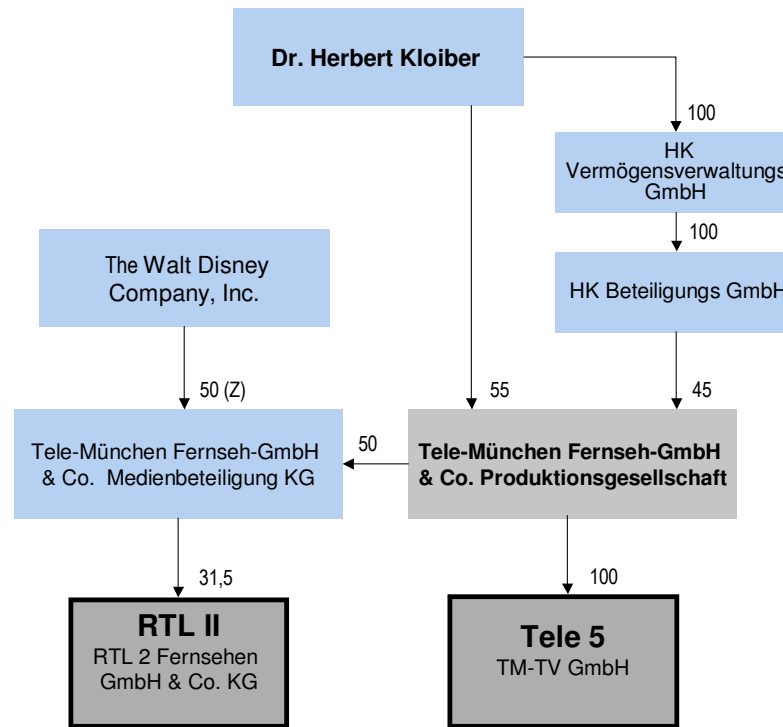 Dr. Herbert Kloiber
100
HK
Vermögensverwaltungs
GmbH
100
The Walt Disney
Company, Inc.
HK Beteiligungs GmbH
50 (Z)
55
45
Tele-München Fernseh-GmbH
& Co. Medienbeteiligung KG
50
Tele-München Fernseh-GmbH
& Co. Produktionsgesellschaft
31,5
100
RTL II
RTL 2 Fernsehen
GmbH & Co. KG
Tele 5
TM-TV GmbH